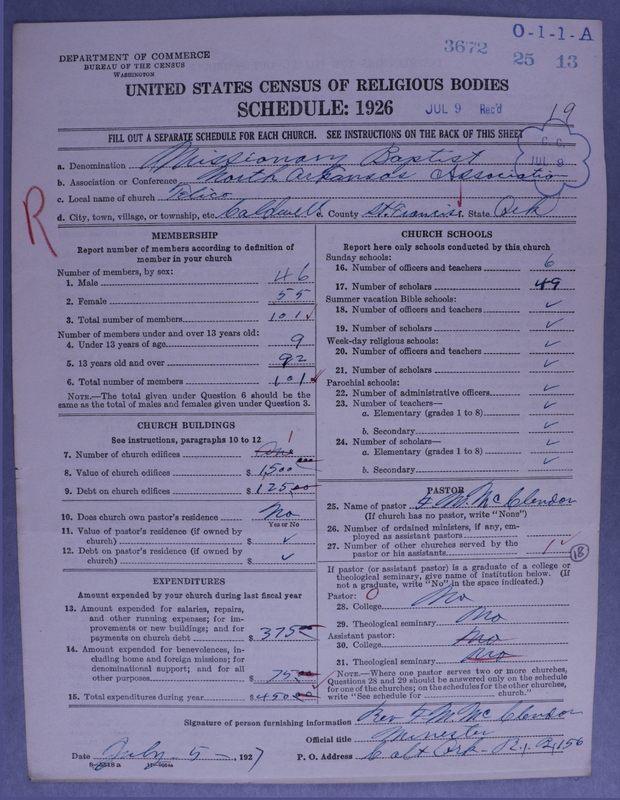 O-1-1-A
3672 25 13
DEPARTMENT OF COMMERCE
BUREAU OF THE CENSUS
WASHINGTON
UNITED STATES CENSUS OF RELIGIOUS BODIES
SCHEDULE: 1926
JUL 9 Rec'd
19
FILL OUT A SEPARATE SCHEDULE FOR EACH CHURCH. SEE INSTRUCTIONS ON THE BACK OF THIS SHEET
C. C.
JUL 9
a. Denomination Missionary Baptist
b. Association or Conference North Arkansas Associatio
c. Local name of church Telico
d. City, town, village, or township, etc. Caldwell e. County St. Francis State Ark
R
MEMBERSHIP
Report number of members according to definition of member in your church
Number of members, by sex:
1. Male 46
2. Female 55
3. Total number of members 101 ✓
Number of members under and over 13 years old:
4. Under 13 years of age 9
5. 13 years old and over 92
6. Total number of members 101 ✓
NOTE.—The total given under Question 6 should be
same as the total of males and females given under Question 3.
CHURCH BUILDINGS
See instructions, paragraphs 10 to 12
7. Number of church edifices One 1
8. Value of church edifices $ 1,500 00
9. Debt on church edifices $ 125 00
10. Does church own pastor's residence No
Yes or No
11. Value of pastor's residence (if owned by
church) $ ✓
12. Debt on pastor's residence (if owned by
church) $ ✓
EXPENDITURES
Amount expended by your church during last fiscal year
13. Amount expended for salaries, repairs,
and other running expenses; for im-
provements or new buildings; and for
payments on church debt $ 375
14. Amount expended for benevolences, in-
cluding home and foreign missions; for
denominational support; and for all
other purposes $ 75 00
15. Total expenditures during year $ 450 00
CHURCH SCHOOLS
Report here only schools conducted by this church
Sunday schools:
16. Number of officers and teachers 6
17. Number of scholars 49
Summer vacation Bible schools:
18. Number of officers and teachers ✓
19. Number of scholars ✓
Week-day religious schools:
20. Number of officers and teachers ✓
21. Number of scholars ✓
Parochial schools:
22. Number of administrative officers ✓
23. Number of teachers—
a. Elementary (grades 1 to 8) ✓
b. Secondary ✓
24. Number of scholars—
a. Elementary (grades 1 to 8) ✓
b. Secondary ✓
PASTOR
25. Name of pastor F. M. McClendon
(If church has no pastor, write "None")
26. Number of ordained ministers, if any, em-
ployed as assistant pastors
27. Number of other churches served by the
pastor or his assistants 1 ✓
18
If pastor (or assistant pastor) is a graduate of a college or
theological seminary, give name of institution below. (If
not a graduate, write "No" in the space indicated.)
Pastor: 0
28. College No
29. Theological seminary No
Assistant pastor:
30. College No
31. Theological seminary No
NOTE.—Where one pastor serves two or more churches,
Questions 28 and 29 should be answered only on the schedule
for one of the churches; on the schedules for the other churches,
write "See schedule for church."
Signature of person furnishing information Rev F. M. McClendon
Official title Minester
Date July 5 — , 1927 P. O. Address Colt Ark – R, 1, B, 156